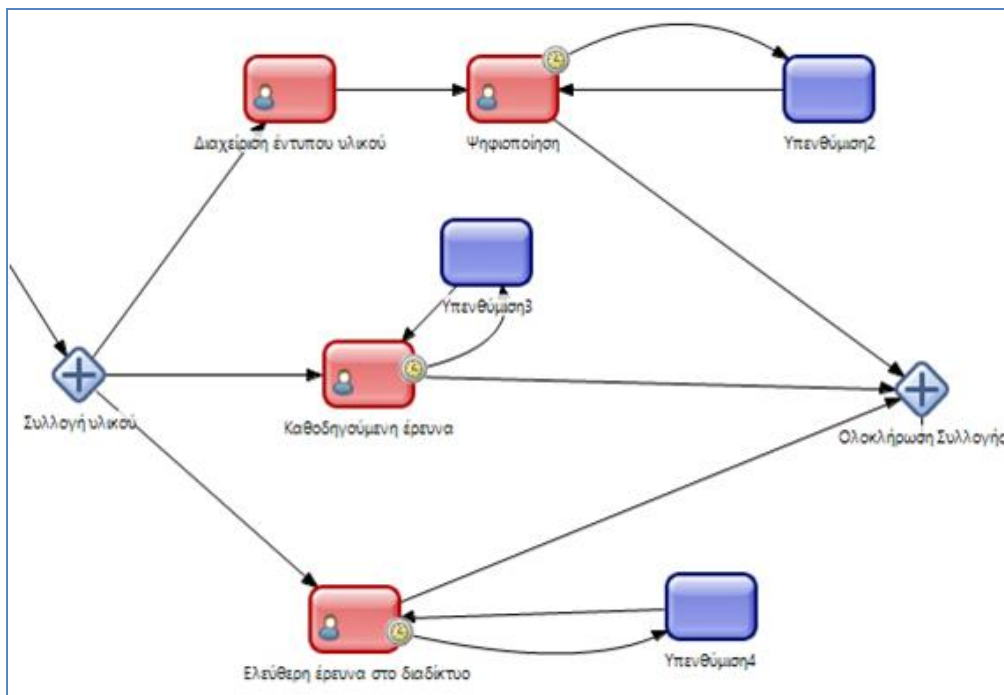 Διαχείριση έντυπου υλικού
Ψηφιοποίηση
Υπενθύμιση2
Υπενθύμιση3
Συλλογή υλικού
Καθοδηγούμενη έρευνα
Ολοκλήρωση Συλλογής
Ελεύθερη έρευνα στο διαδίκτυο
Υπενθύμιση4